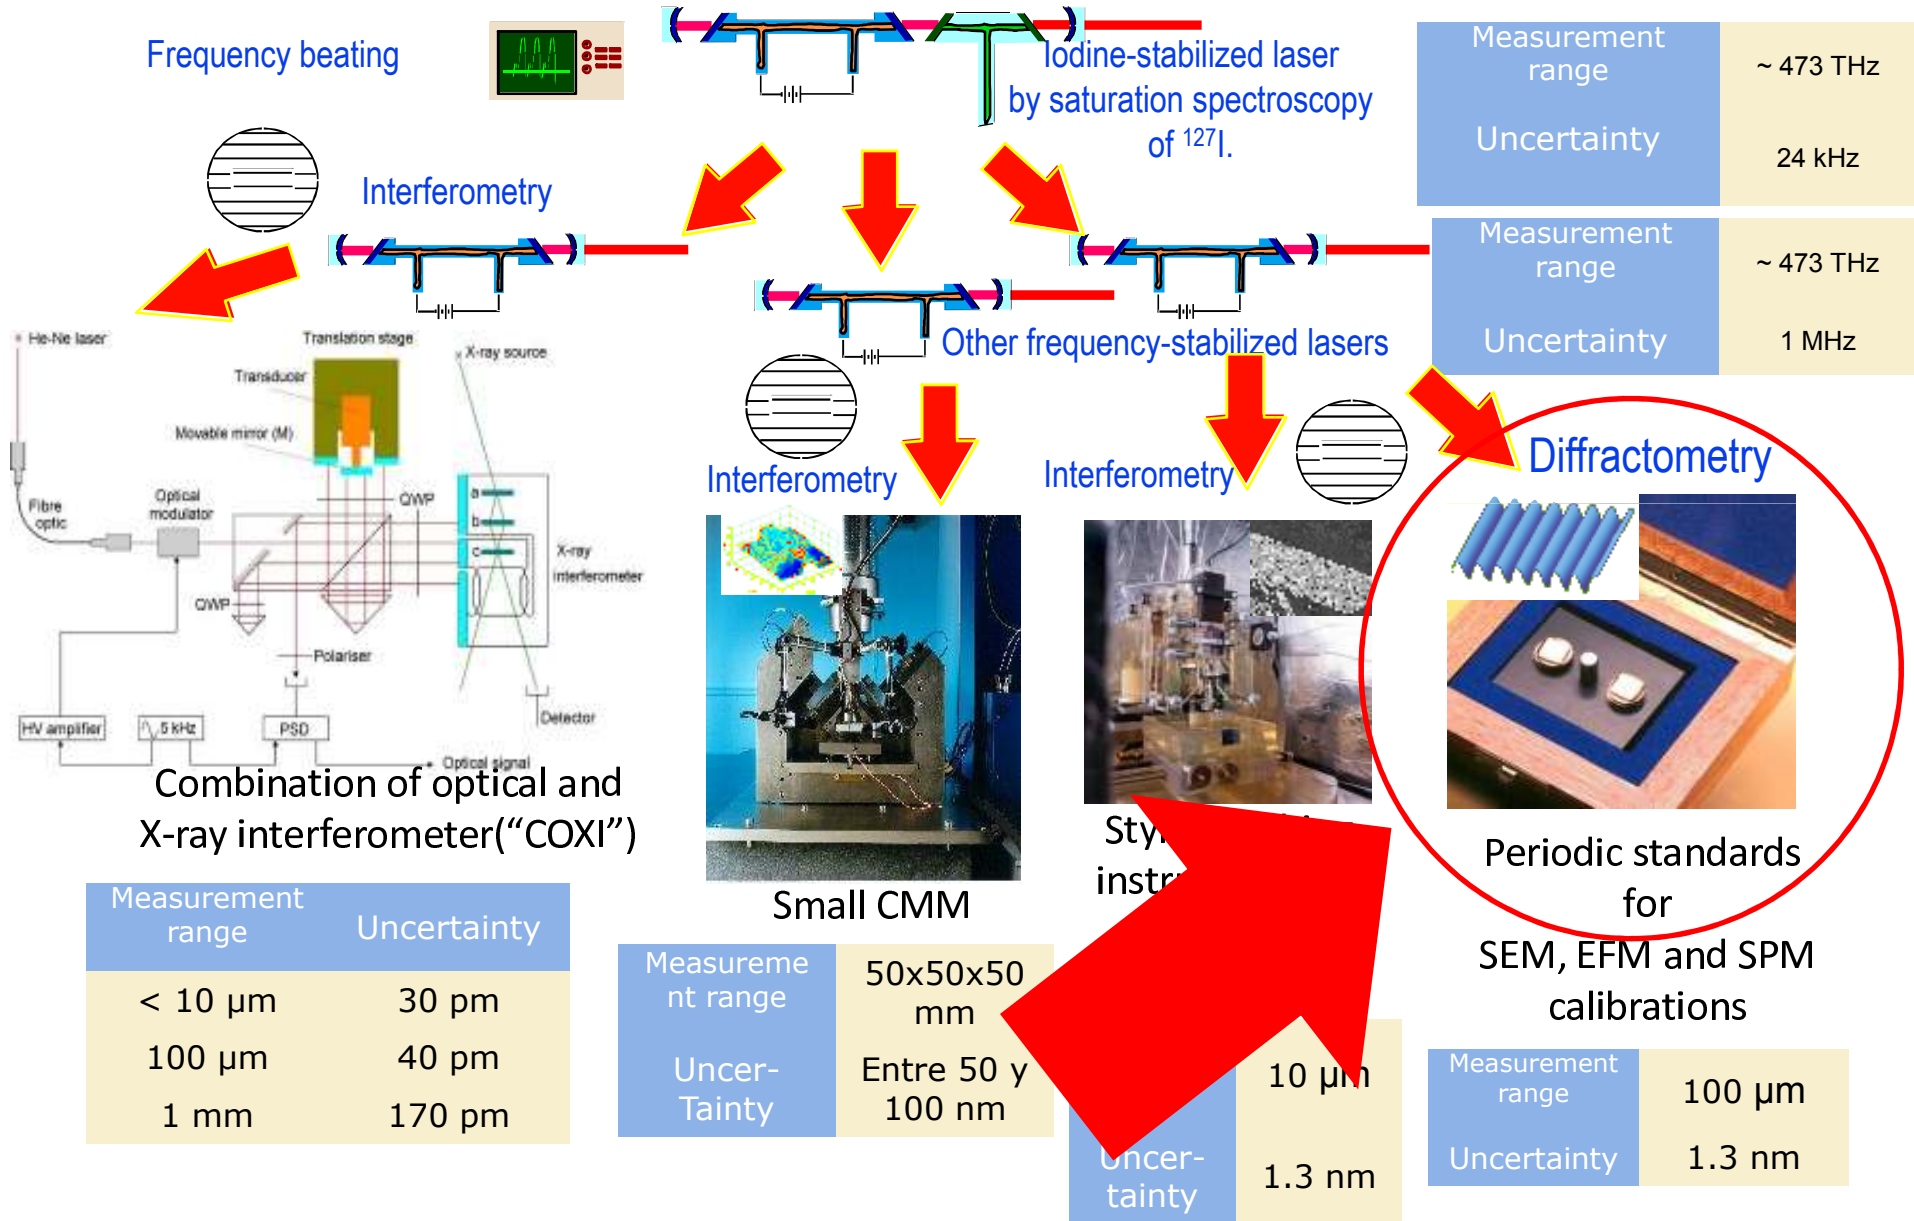 Frequency beating
Iodine-stabilized laser
by saturation spectroscopy
of ¹²⁷I.
Measurement
range
~ 473 THz
Uncertainty
24 kHz
Interferometry
Measurement
range
~ 473 THz
Uncertainty
1 MHz
Other frequency-stabilized lasers
He-Ne laser
Translation stage
X-ray source
Transducer
Movable mirror (M)
Optical
modulator
QWP
a
b
c
Fibre
optic
X-ray
interferometer
QWP
Polariser
HV amplifier
5 kHz
PSD
Detector
Optical signal
Combination of optical and
X-ray interferometer(“COXI”)
Measurement
range
Uncertainty
< 10 µm
30 pm
100 µm
40 pm
1 mm
170 pm
Interferometry
Small CMM
Measureme
nt range
50x50x50
mm
Uncer-
Tainty
Entre 50 y
100 nm
Interferometry
10 µm
Uncer-
tainty
1.3 nm
Diffractometry
Periodic standards
for
SEM, EFM and SPM
calibrations
Measurement
range
100 µm
Uncertainty
1.3 nm